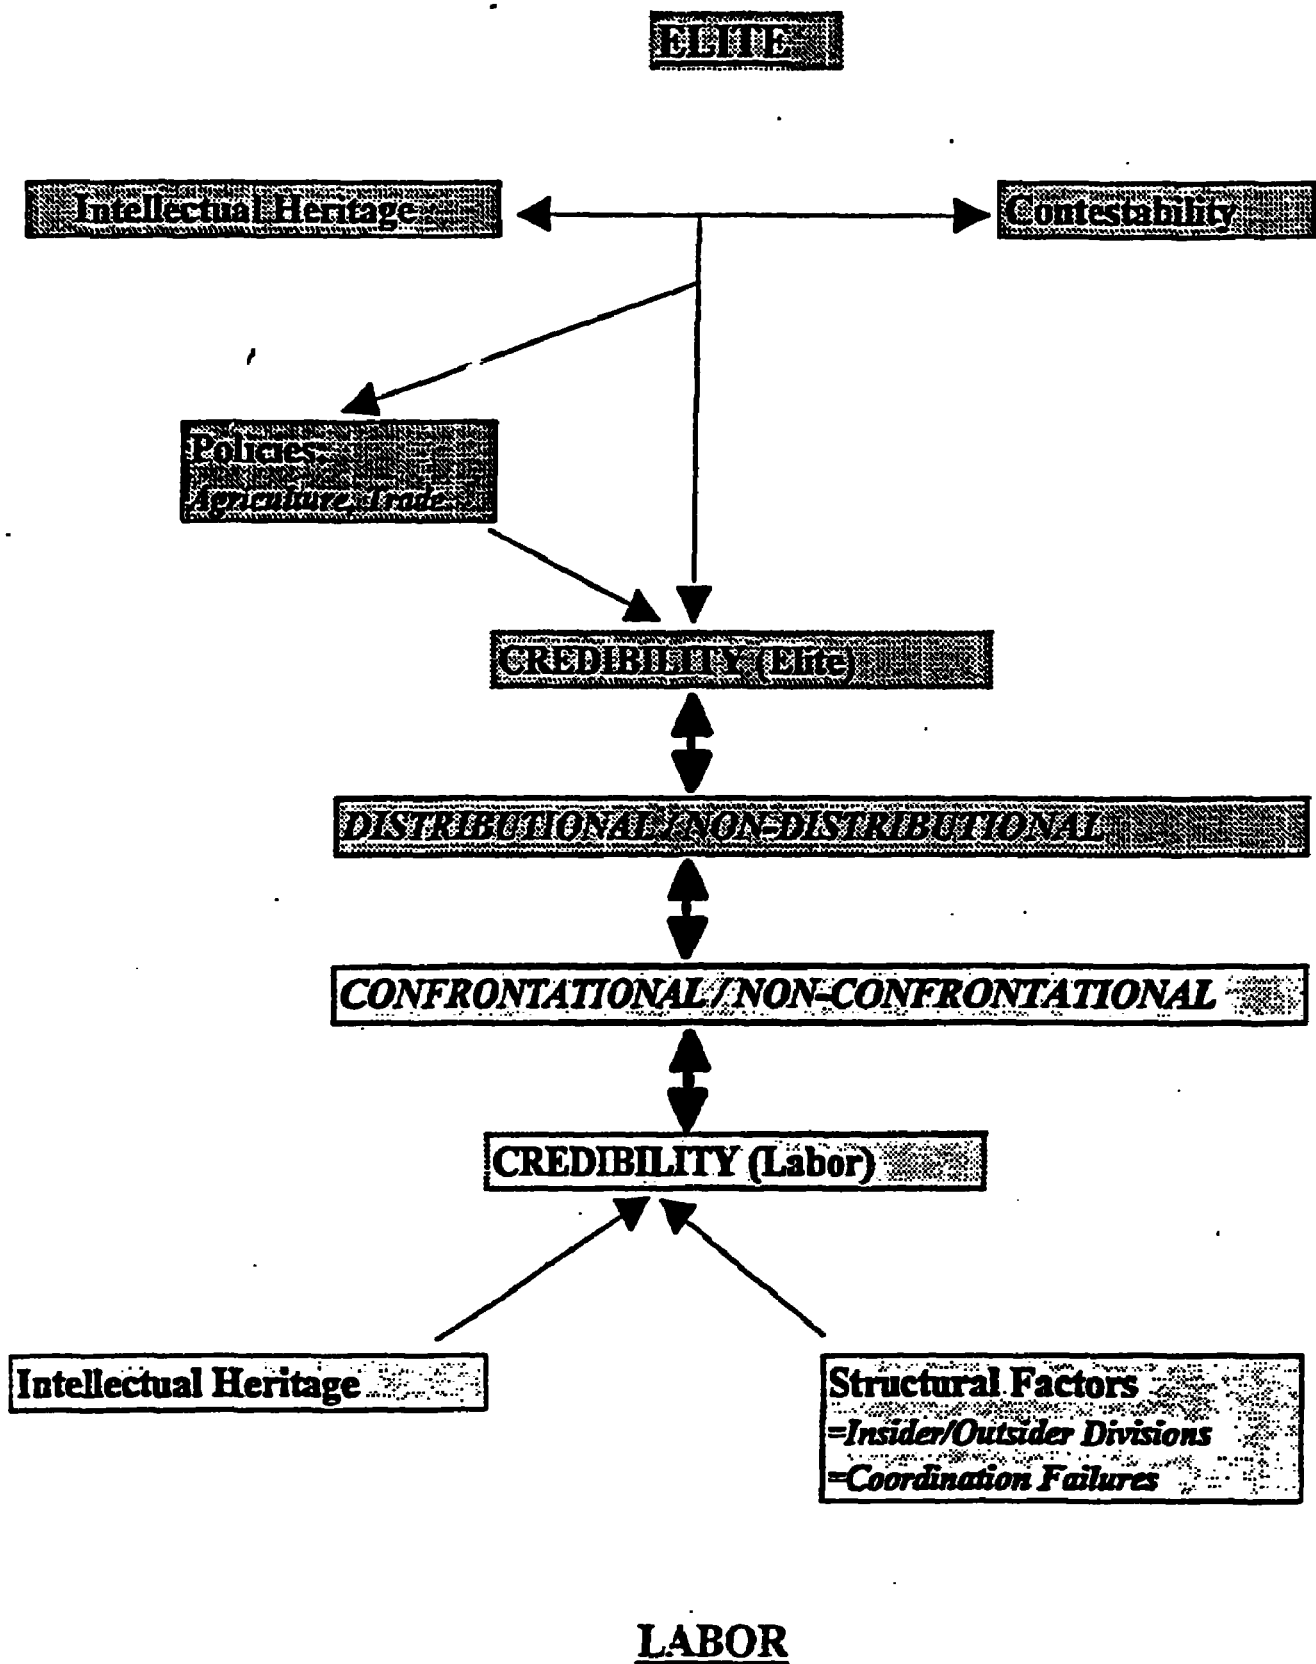 ELITE
Intellectual Heritage
Contestability
Policies:
Agriculture, Trade
CREDIBILITY (Elite)
DISTRIBUTIONAL / NON-DISTRIBUTIONAL
CONFRONTATIONAL / NON-CONFRONTATIONAL
CREDIBILITY (Labor)
Intellectual Heritage
Structural Factors
=Insider/Outsider Divisions
=Coordination Failures
LABOR